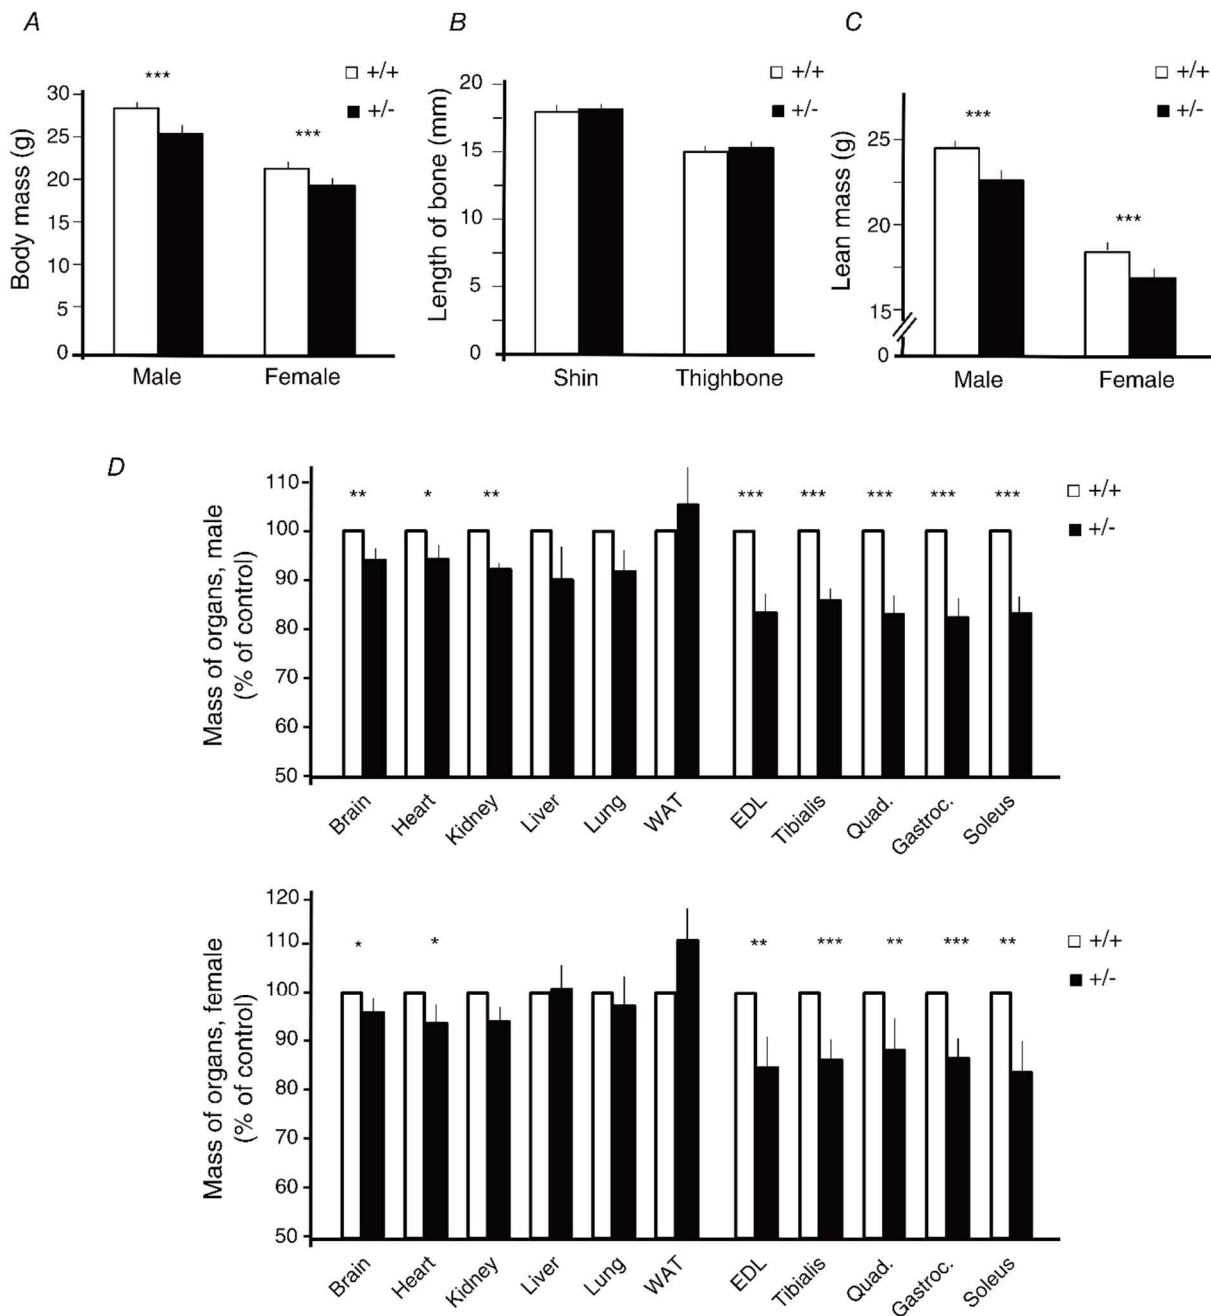 A
Body mass (g)
30
25
20
15
10
5
0
***
***
+/+
+/-
Male
Female
B
Length of bone (mm)
20
15
10
5
0
+/+
+/-
Shin
Thighbone
C
Lean mass (g)
25
20
15
0
***
***
+/+
+/-
Male
Female
D
Mass of organs, male
(% of control)
110
100
90
80
70
60
50
**
*
**
***
***
***
***
***
+/+
+/-
Brain
Heart
Kidney
Liver
Lung
WAT
EDL
Tibialis
Quad.
Gastroc.
Soleus
Mass of organs, female
(% of control)
120
110
100
90
80
70
60
50
*
*
**
***
**
***
**
+/+
+/-
Brain
Heart
Kidney
Liver
Lung
WAT
EDL
Tibialis
Quad.
Gastroc.
Soleus